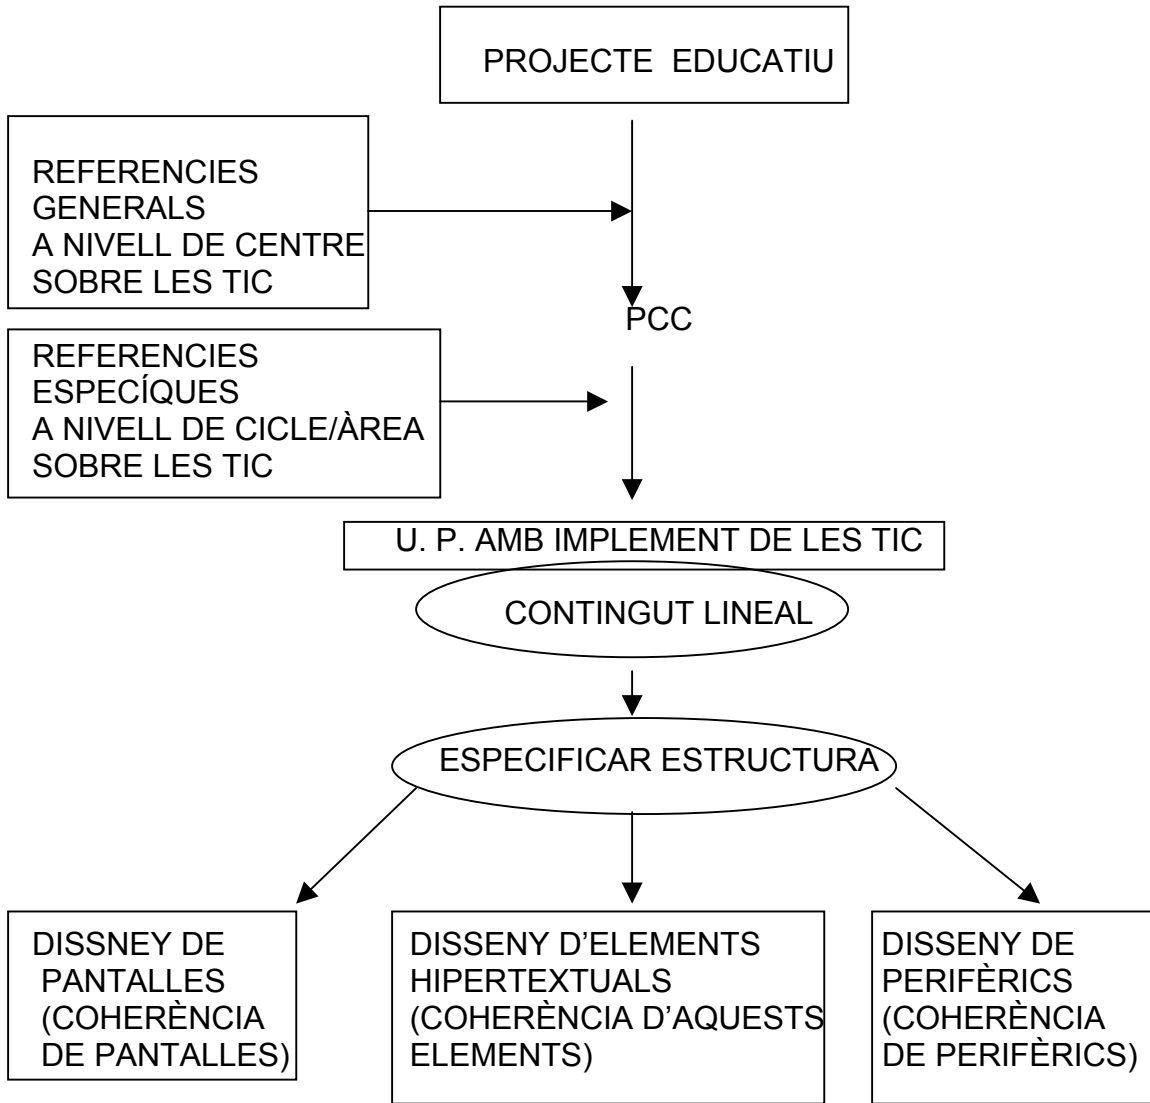 PROJECTE EDUCATIU
REFERENCIES
GENERALS
A NIVELL DE CENTRE
SOBRE LES TIC
PCC
REFERENCIES
ESPECÍQUES
A NIVELL DE CICLE/ÀREA
SOBRE LES TIC
U. P. AMB IMPLEMENT DE LES TIC
CONTINGUT LINEAL
ESPECIFICAR ESTRUCTURA
DISSNEY DE
PANTALLES
(COHERÈNCIA
DE PANTALLES)
DISSENY D’ELEMENTS
HIPERTEXTUALS
(COHERÈNCIA D’AQUESTS
ELEMENTS)
DISSENY DE
PERIFÈRICS
(COHERÈNCIA
DE PERIFÈRICS)